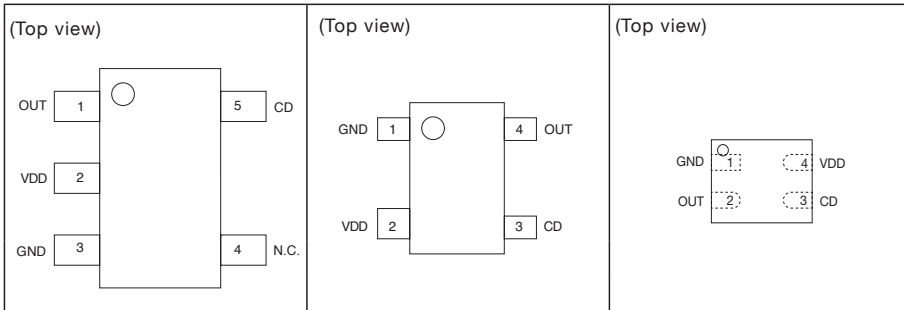 (Top view)
OUT 1 5 CD
VDD 2
GND 3 4 N.C.
(Top view)
GND 1 4 OUT
VDD 2 3 CD
(Top view)
GND 1 4 VDD
OUT 2 3 CD